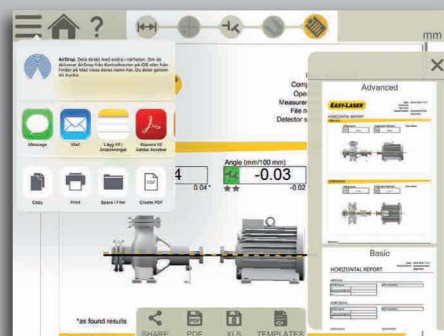 ?
mm
AirDrop. Dela direkt med andra i närheten. Om de
aktiverar AirDrop från Kontrollcenter på iOS eller från
Finder på Mac visas deras namn här. Du delar genom
att trycka.
Message
Mail
Lägg till i
Anteckningar
Kopiera till
Adobe Acrobat
Copy
Print
Spara i Filer
PDF
Create PDF
Comp
Oper
Measurer
File n
Detector s
4
0.04 *
Angle (mm/100 mm)
-0.03
-0.02
*as found results
SHARE
PDF
XLS
TEMPLATES
Advanced
EASY-LASER
HORIZONTAL REPORT
Basic
HORIZONTAL REPORT